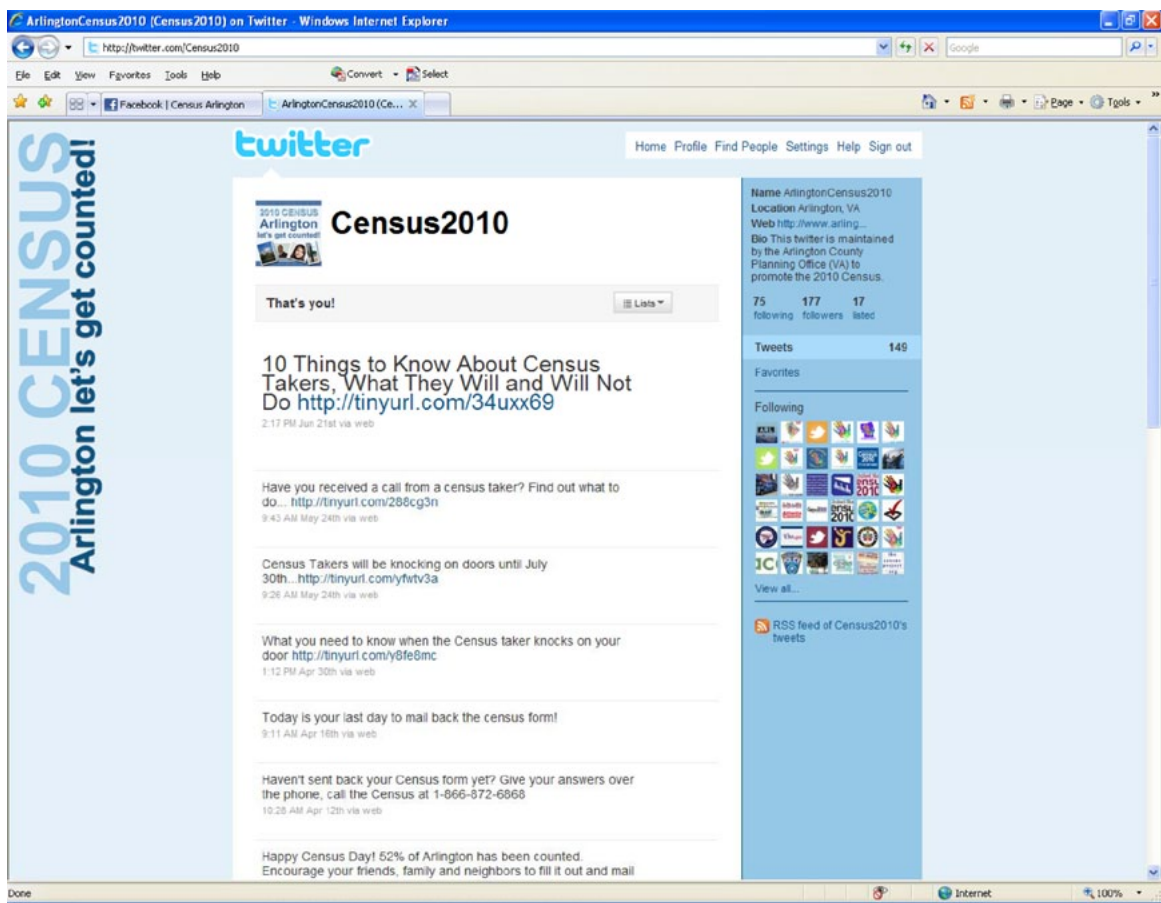 ArlingtonCensus2010 (Census2010) on Twitter - Windows Internet Explorer
http://twitter.com/Census2010
Google
File Edit View Favorites Tools Help
Convert Select
Facebook | Census Arlington
ArlingtonCensus2010 (Ce...
Page Tools
2010 CENSUS
Arlington let's get counted!
twitter
Home Profile Find People Settings Help Sign out
2010 CENSUS
Arlington
let's get counted!
Census2010
That's you!
Lists
10 Things to Know About Census
Takers, What They Will and Will Not
Do http://tinyurl.com/34uxx69
2:17 PM Jun 21st via web
Have you received a call from a census taker? Find out what to
do... http://tinyurl.com/288cg3n
9:43 AM May 24th via web
Census Takers will be knocking on doors until July
30th...http://tinyurl.com/yfwtv3a
9:26 AM May 24th via web
What you need to know when the Census taker knocks on your
door http://tinyurl.com/y8fe8mc
1:12 PM Apr 30th via web
Today is your last day to mail back the census form!
9:11 AM Apr 16th via web
Haven't sent back your Census form yet? Give your answers over
the phone, call the Census at 1-866-872-6868
10:28 AM Apr 12th via web
Happy Census Day! 52% of Arlington has been counted.
Encourage your friends, family and neighbors to fill it out and mail
Name ArlingtonCensus2010
Location Arlington, VA
Web http://www.arling...
Bio This twitter is maintained
by the Arlington County
Planning Office (VA) to
promote the 2010 Census.
75 177 17
following followers listed
Tweets 149
Favorites
Following
View all...
RSS feed of Census2010's
tweets
Done
Internet
100%